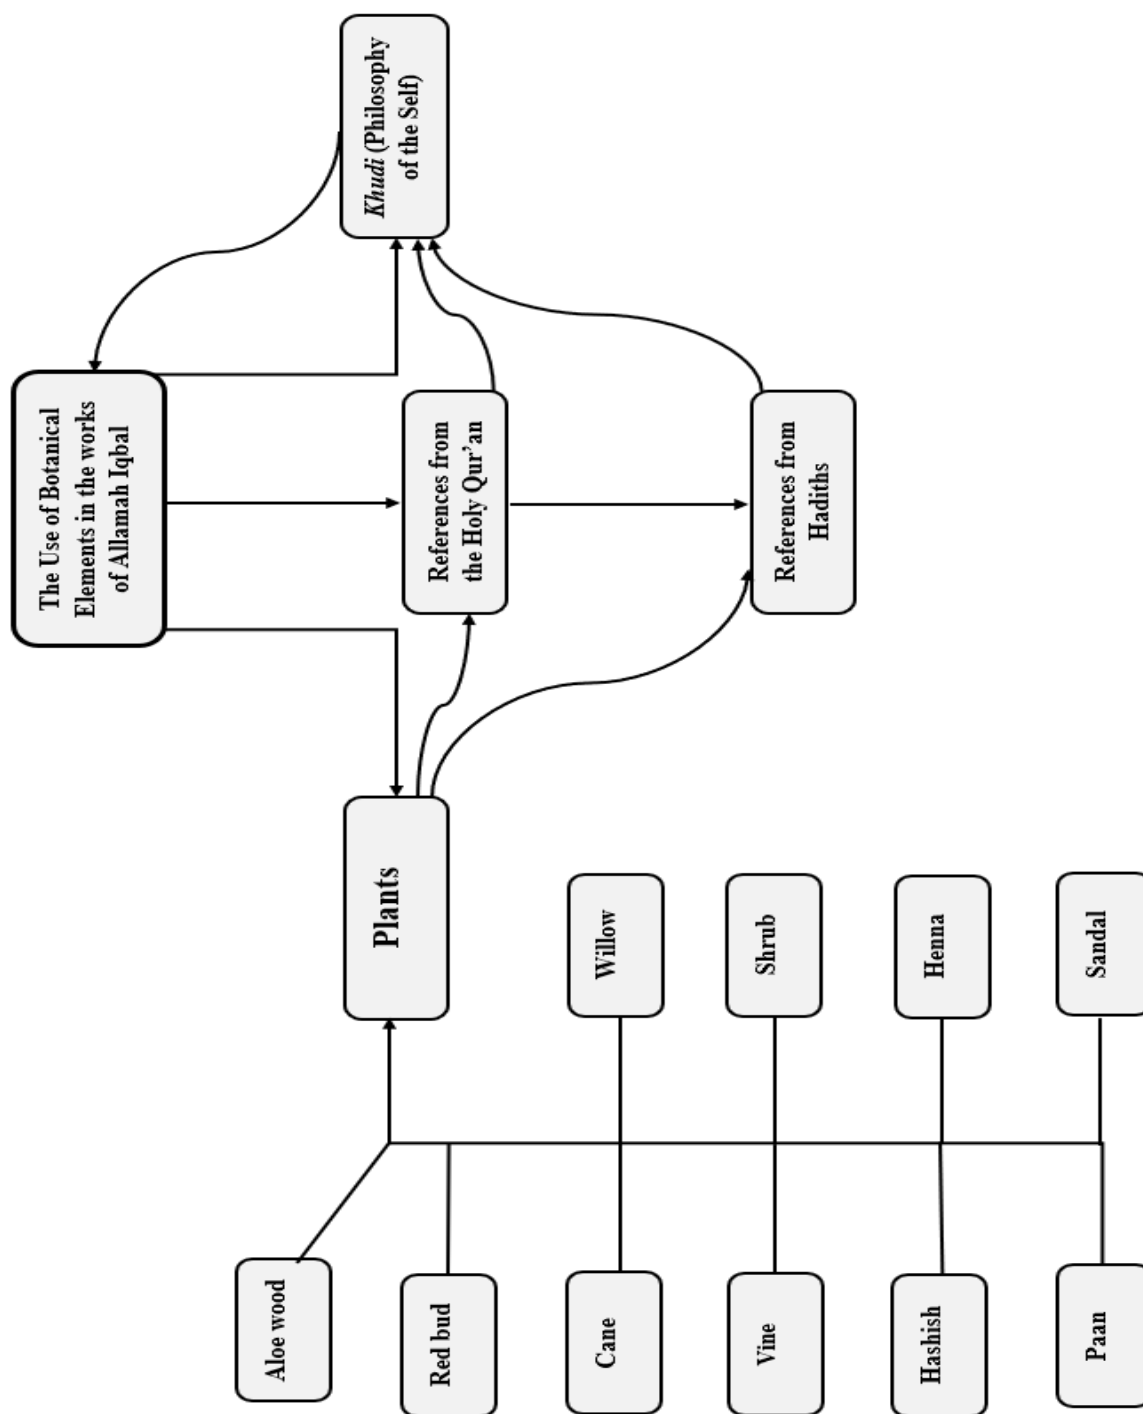 The Use of Botanical
Elements in the works
of Allamah Iqbal
Khudi (Philosophy
of the Self)
References from
the Holy Qur’an
References from
Hadiths
Plants
Willow
Shrub
Henna
Sandal
Aloe wood
Red bud
Cane
Vine
Hashish
Paan